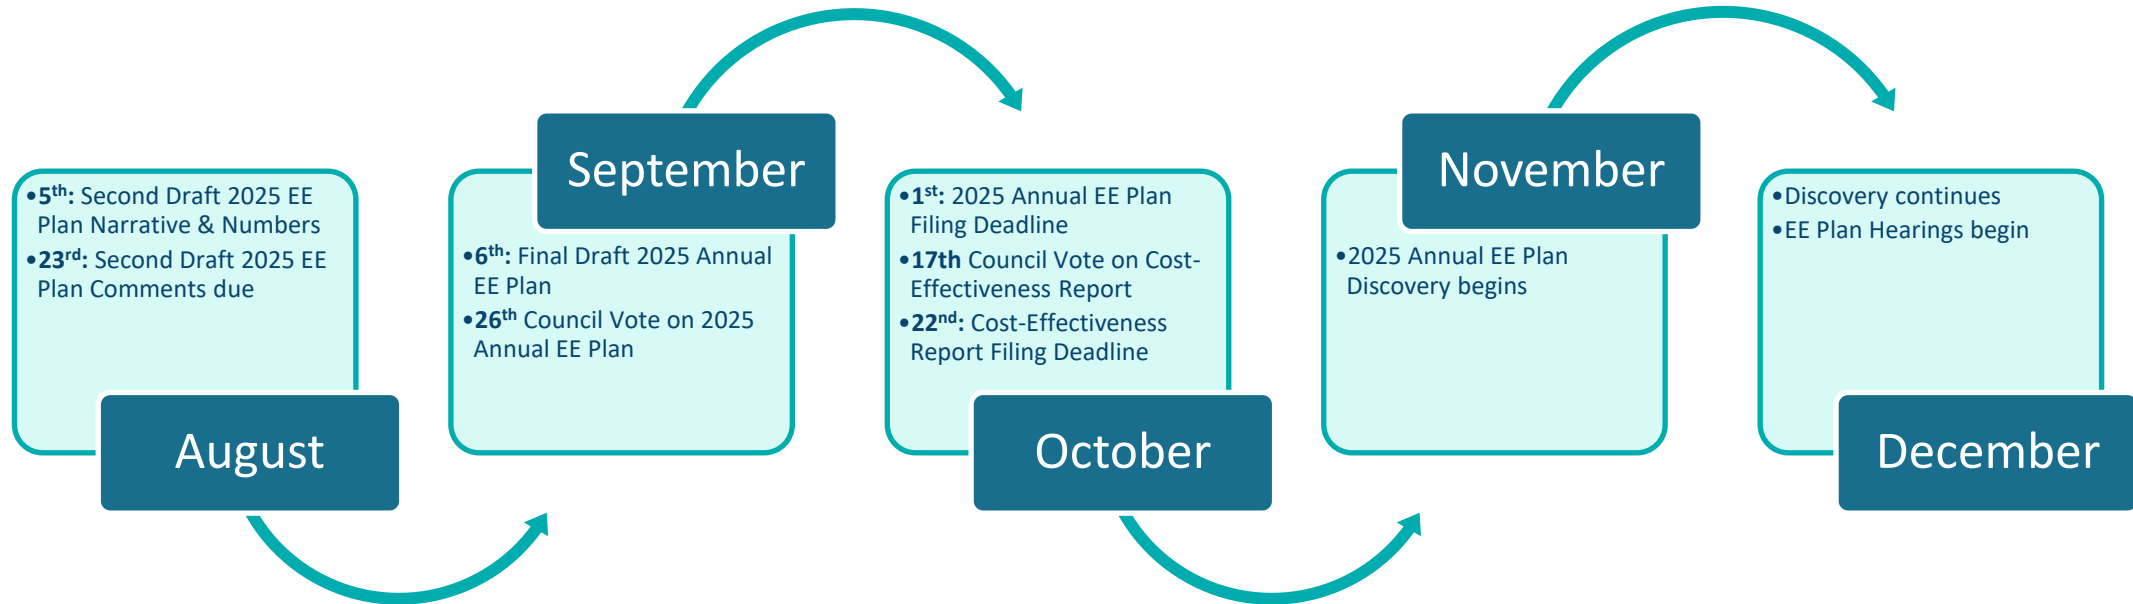 August
•5th: Second Draft 2025 EE
Plan Narrative & Numbers
•23rd: Second Draft 2025 EE
Plan Comments due
September
•6th: Final Draft 2025 Annual
EE Plan
•26th Council Vote on 2025
Annual EE Plan
October
•1st: 2025 Annual EE Plan
Filing Deadline
•17th Council Vote on Cost-
Effectiveness Report
•22nd: Cost-Effectiveness
Report Filing Deadline
November
•2025 Annual EE Plan
Discovery begins
December
•Discovery continues
•EE Plan Hearings begin